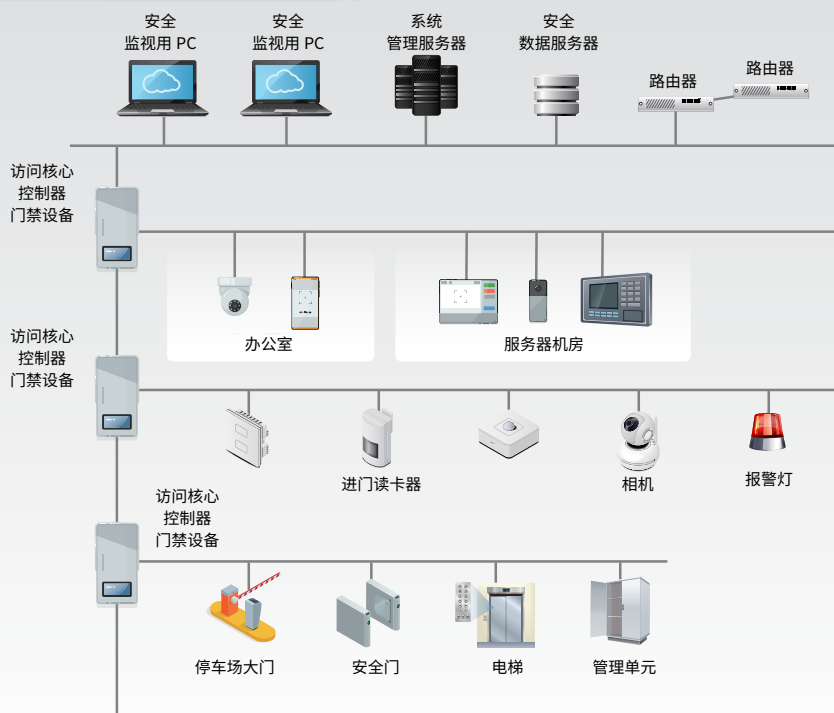 安全
监视用 PC
安全
监视用 PC
系统
管理服务器
安全
数据服务器
路由器
路由器
访问核心
控制器
门禁设备
办公室
服务器机房
访问核心
控制器
门禁设备
进门读卡器
相机
报警灯
访问核心
控制器
门禁设备
停车场大门
安全门
电梯
管理单元